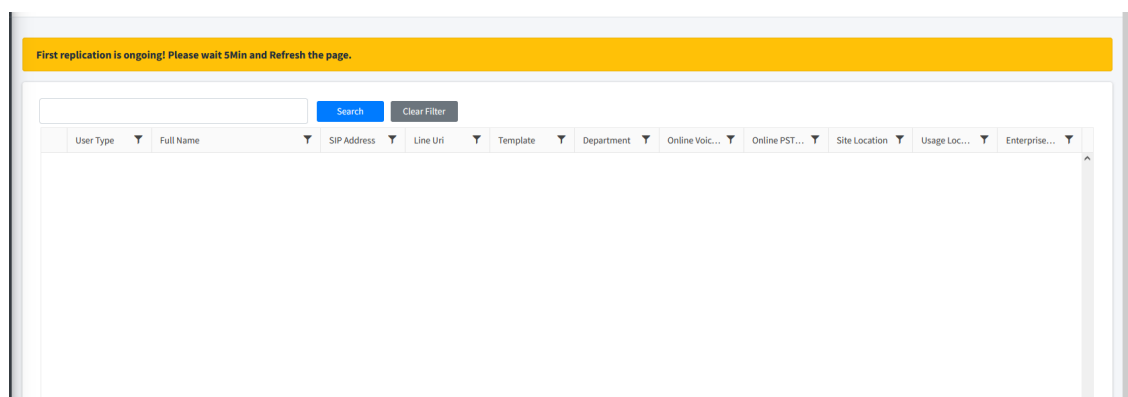 First replication is ongoing! Please wait 5Min and Refresh the page.
Search Clear Filter
User Type Full Name SIP Address Line Uri Template Department Online Voic... Online PST... Site Location Usage Loc... Enterprise...